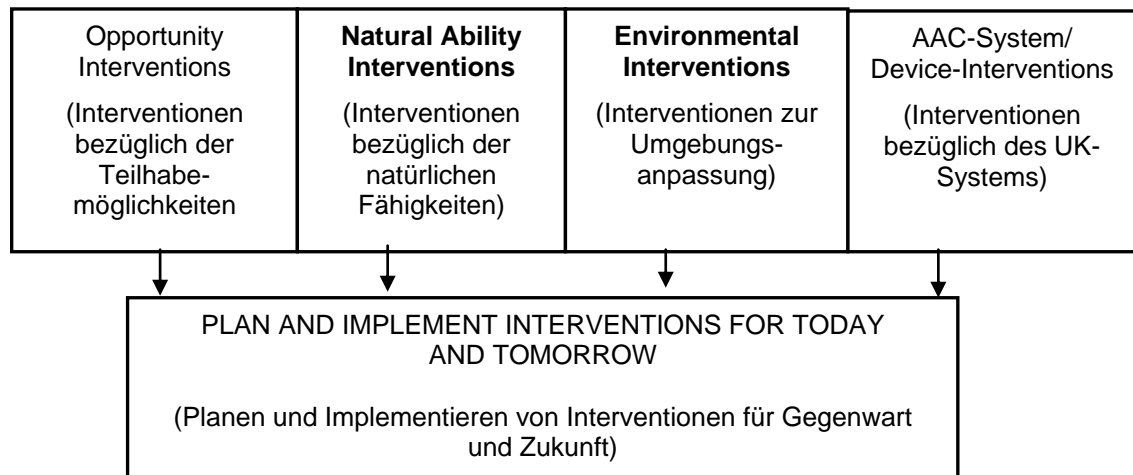 Opportunity
Interventions
(Interventionen
bezüglich der
Teilhabe-
möglichkeiten
Natural Ability
Interventions
(Interventionen
bezüglich der
natürlichen
Fähigkeiten)
Environmental
Interventions
(Interventionen zur
Umgebungs-
anpassung)
AAC-System/
Device-Interventions
(Interventionen
bezüglich des UK-
Systems)
PLAN AND IMPLEMENT INTERVENTIONS FOR TODAY
AND TOMORROW
(Planen und Implementieren von Interventionen für Gegenwart
und Zukunft)